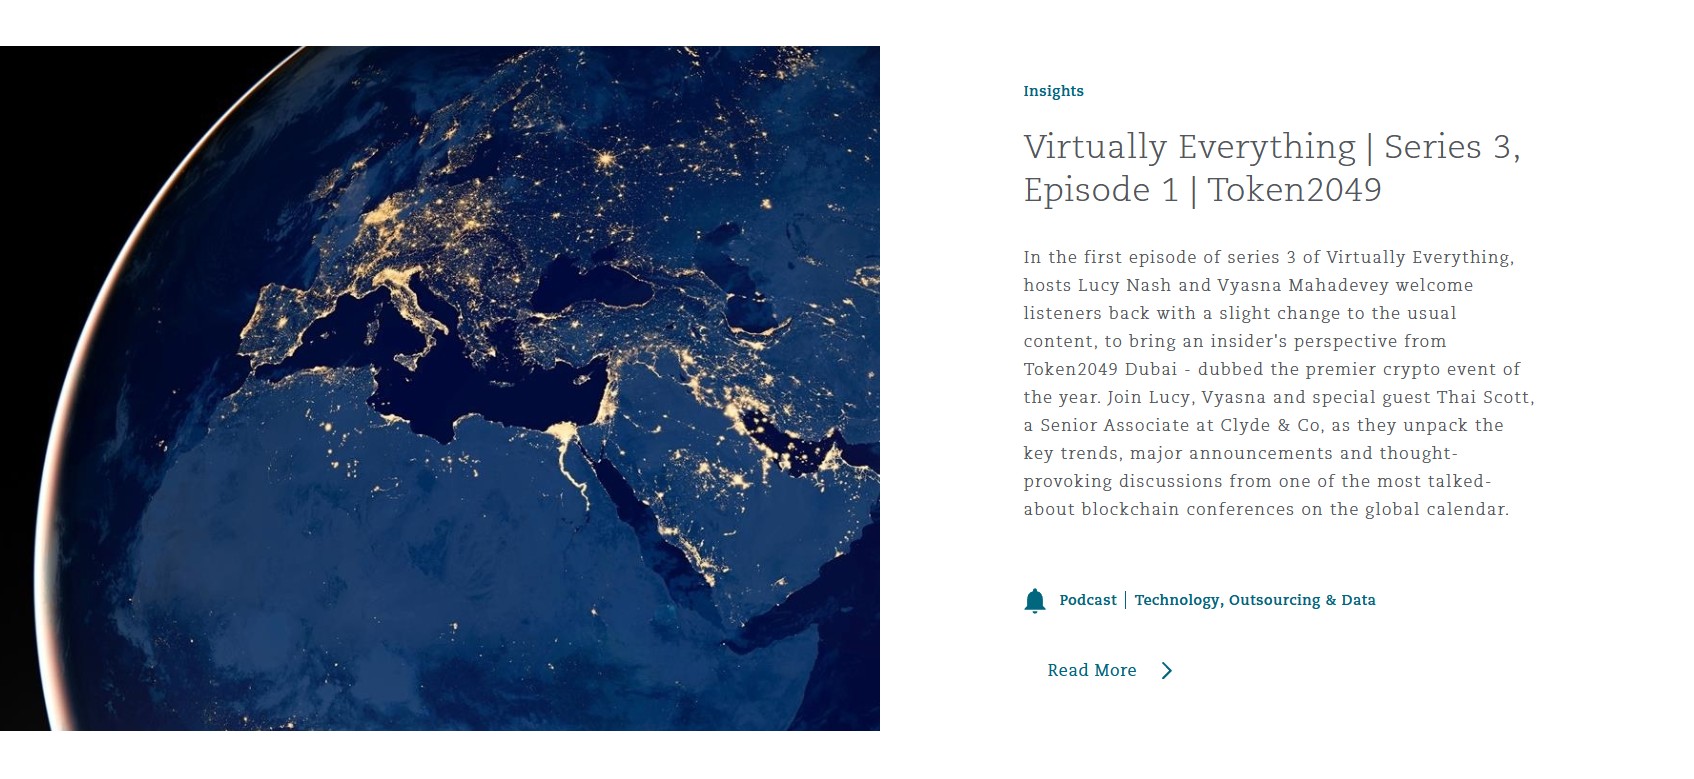 Insights
Virtually Everything | Series 3,
Episode 1 | Token2049
In the first episode of series 3 of Virtually Everything,
hosts Lucy Nash and Vyasna Mahadevey welcome
listeners back with a slight change to the usual
content, to bring an insider's perspective from
Token2049 Dubai - dubbed the premier crypto event of
the year. Join Lucy, Vyasna and special guest Thai Scott,
a Senior Associate at Clyde & Co, as they unpack the
key trends, major announcements and thought-
provoking discussions from one of the most talked-
about blockchain conferences on the global calendar.
Podcast | Technology, Outsourcing & Data
Read More